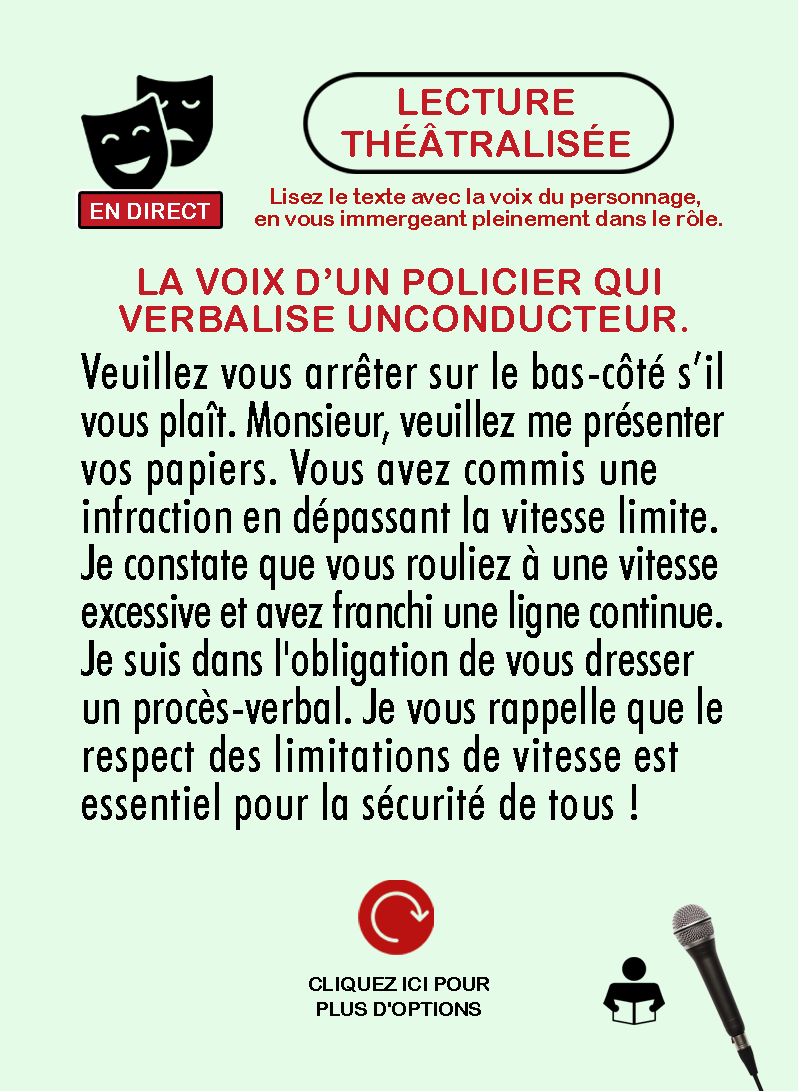 LECTURE
THÉÂTRALISÉE
EN DIRECT
Lisez le texte avec la voix du personnage,
en vous immergeant pleinement dans le rôle.
LA VOIX D’UN POLICIER QUI
VERBALISE UNCONDUCTEUR.
Veuillez vous arrêter sur le bas-côté s’il
vous plaît. Monsieur, veuillez me présenter
vos papiers. Vous avez commis une
infraction en dépassant la vitesse limite.
Je constate que vous rouliez à une vitesse
excessive et avez franchi une ligne continue.
Je suis dans l'obligation de vous dresser
un procès-verbal. Je vous rappelle que le
respect des limitations de vitesse est
essentiel pour la sécurité de tous !
CLIQUEZ ICI POUR
PLUS D'OPTIONS